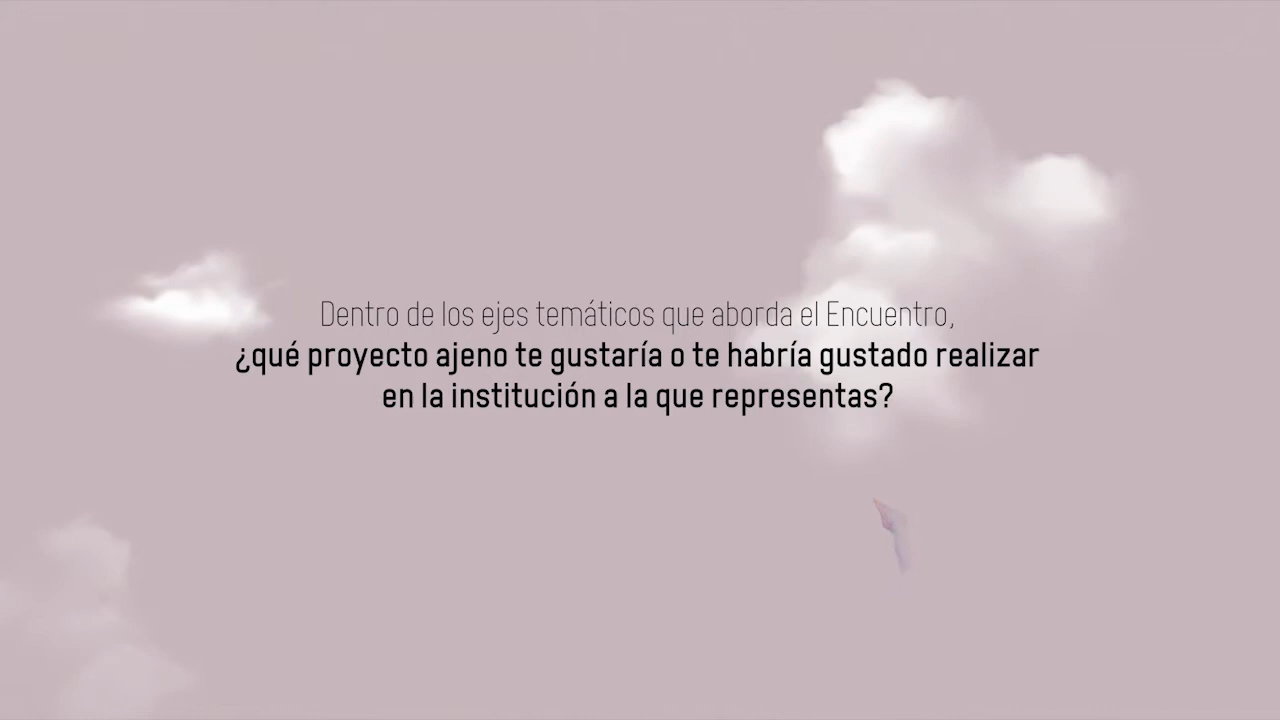 Dentro de los ejes temáticos que aborda el Encuentro,
¿qué proyecto ajeno te gustaría o te habría gustado realizar
en la institución a la que representas?